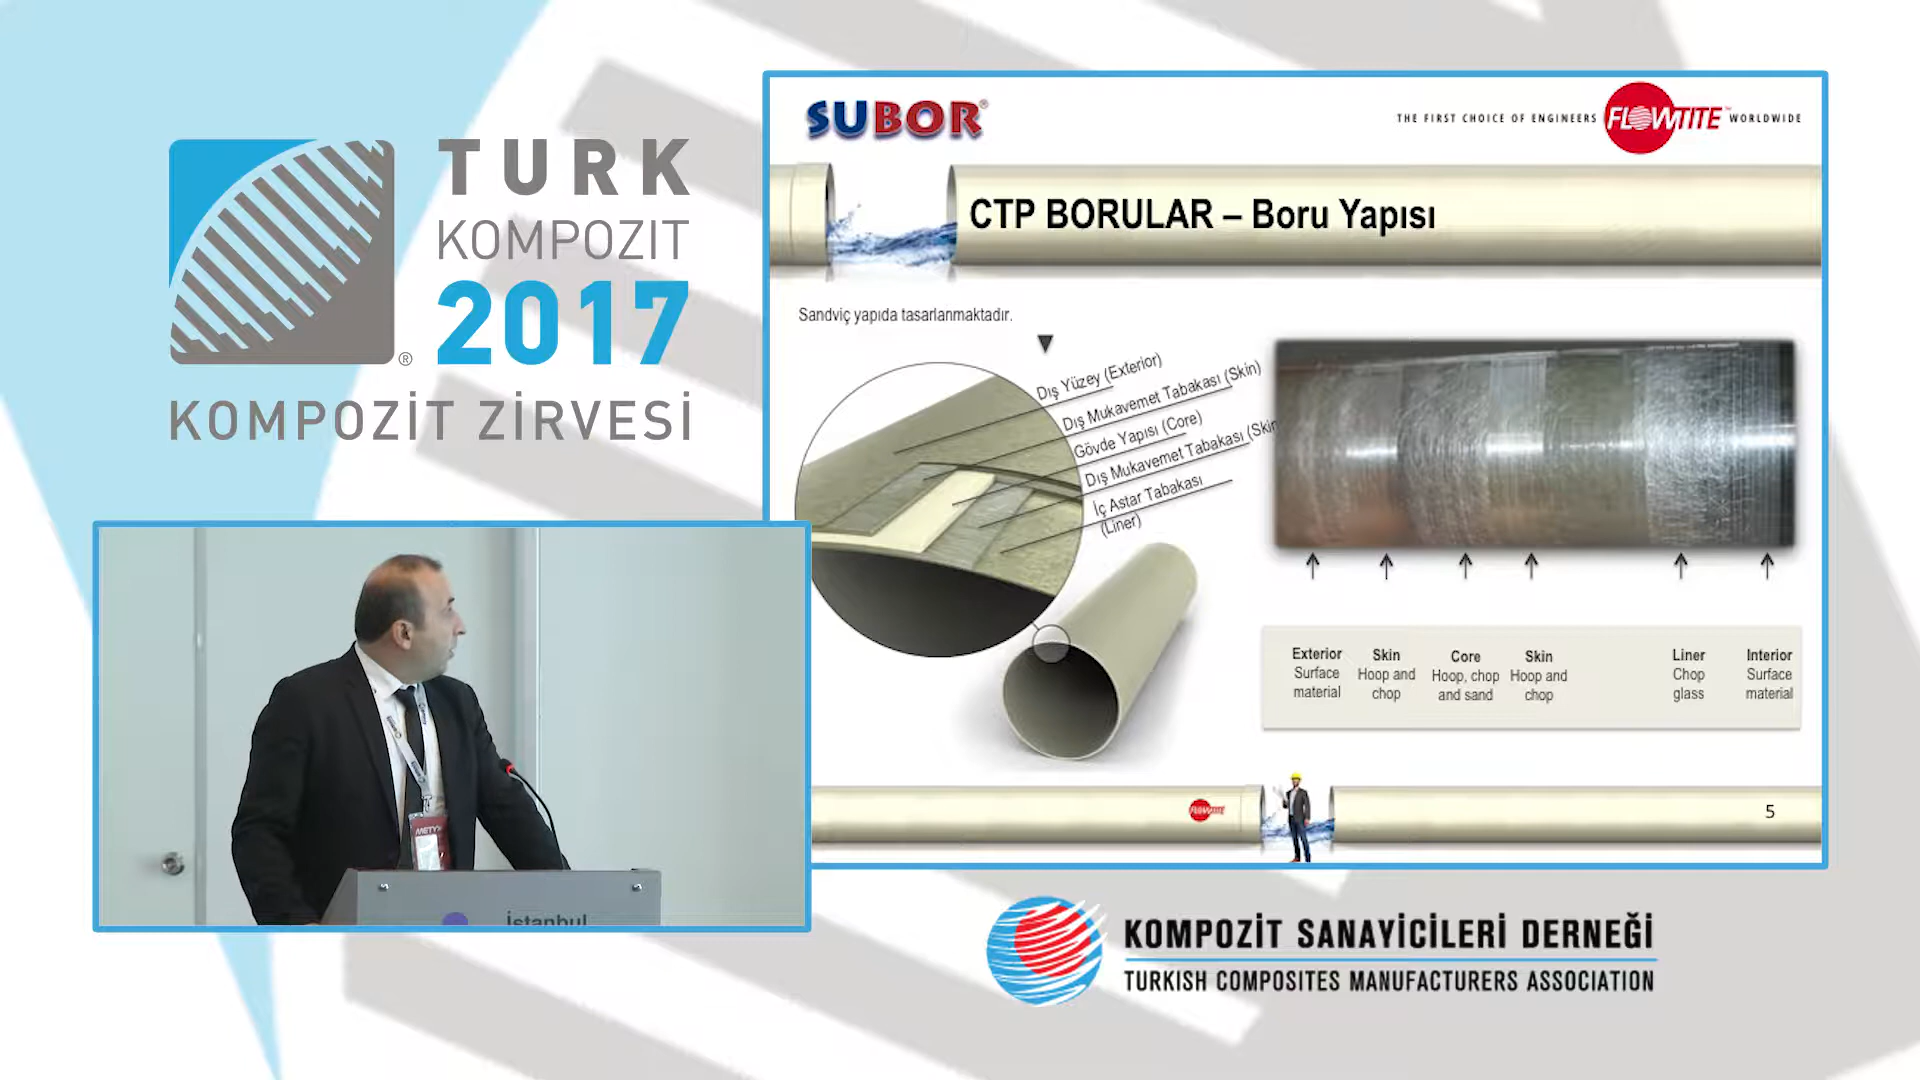 TURK
KOMPOZIT
2017
®
KOMPOZİT ZİRVESİ
SUBOR®
THE FIRST CHOICE OF ENGINEERS FLOWTITE™ WORLDWIDE
CTP BORULAR – Boru Yapısı
Sandviç yapıda tasarlanmaktadır.
Dış Yüzey (Exterior)
Dış Mukavemet Tabakası (Skin)
Gövde Yapısı (Core)
Dış Mukavemet Tabakası (Skin
İç Astar Tabakası
(Liner)
Exterior
Surface
material
Skin
Hoop and
chop
Core
Hoop, chop
and sand
Skin
Hoop and
chop
Liner
Chop
glass
Interior
Surface
material
FLOWTITE
5
METYX
İstanbul
KOMPOZİT SANAYİCİLERİ DERNEĞİ
TURKISH COMPOSITES MANUFACTURERS ASSOCIATION